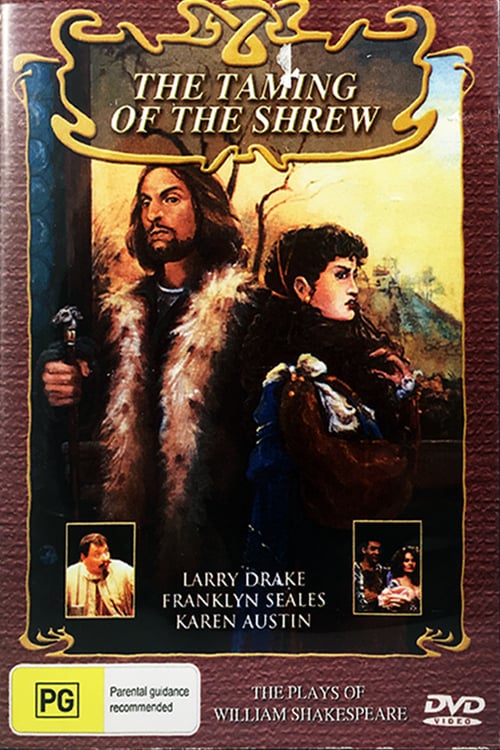 THE TAMING
OF THE SHREW
LARRY DRAKE
FRANKLYN SEALES
KAREN AUSTIN
PG
Parental guidance
recommended
THE PLAYS OF
WILLIAM SHAKESPEARE
DVD
VIDEO